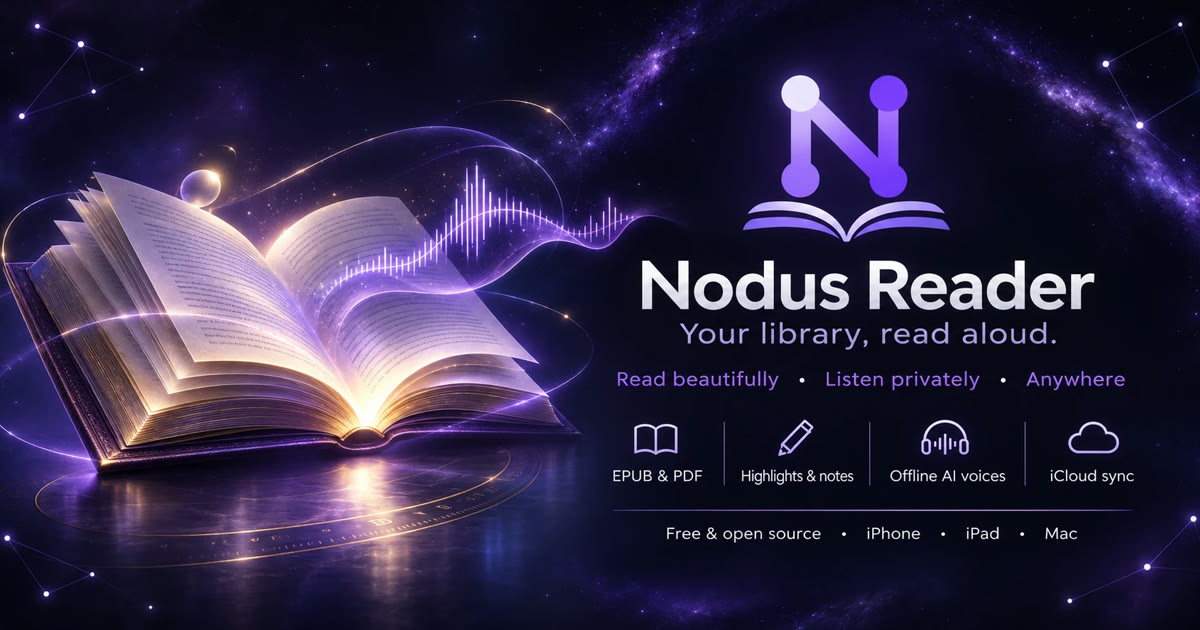 Nodus Reader
Your library, read aloud.
Read beautifully • Listen privately • Anywhere
EPUB & PDF
Highlights & notes
Offline AI voices
iCloud sync
Free & open source • iPhone • iPad • Mac